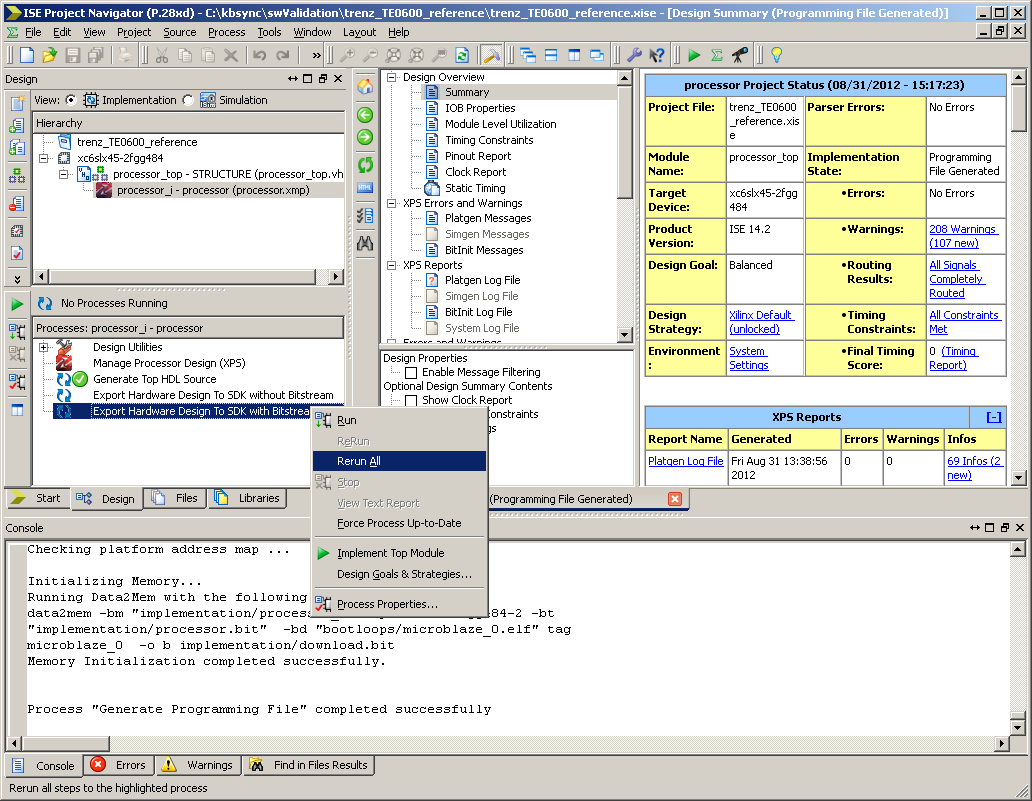 ISE Project Navigator (P.28xd) - C:\kbsync\swValidation\trenz_TE0600_reference\trenz_TE0600_reference.xise - [Design Summary (Programming File Generated)]
File Edit View Project Source Process Tools Window Layout Help
Design
View: Implementation Simulation
Hierarchy
trenz_TE0600_reference
xc6slx45-2fgg484
processor_top - STRUCTURE (processor_top.vh
processor_i - processor (processor.xmp)
No Processes Running
Processes: processor_i - processor
Design Utilities
Manage Processor Design (XPS)
Generate Top HDL Source
Export Hardware Design To SDK without Bitstream
Export Hardware Design To SDK with Bitstrea
Start Design Files Libraries
Design Overview
Summary
IOB Properties
Module Level Utilization
Timing Constraints
Pinout Report
Clock Report
Static Timing
XPS Errors and Warnings
Platgen Messages
Simgen Messages
BitInit Messages
XPS Reports
Platgen Log File
Simgen Log File
BitInit Log File
System Log File
Errors and Warnings
Design Properties
Enable Message Filtering
Optional Design Summary Contents
Show Clock Report
onstraints
gs
(Programming File Generated)
processor Project Status (08/31/2012 - 15:17:23)
Project File: trenz_TE0600 Parser Errors: No Errors
_reference.xis
e
Module processor_top Implementation Programming
Name: State: File Generated
Target xc6slx45-2fgg •Errors: No Errors
Device: 484
Product ISE 14.2 •Warnings: 208 Warnings
Version: (107 new)
Design Goal: Balanced •Routing All Signals
Results: Completely
Routed
Design Xilinx Default •Timing All Constraints
Strategy: (unlocked) Constraints: Met
Environment System •Final Timing 0 (Timing
: Settings Score: Report)
XPS Reports [-]
Report Name Generated Errors Warnings Infos
Platgen Log File Fri Aug 31 13:38:56 0 0 69 Infos (2
2012 new)
Run
ReRun
Rerun All
Stop
View Text Report
Force Process Up-to-Date
Implement Top Module
Design Goals & Strategies...
Process Properties...
Console
Checking platform address map ...
Initializing Memory...
Running Data2Mem with the following
data2mem -bm "implementation/proces g484-2 -bt
"implementation/processor.bit" -bd "bootloops/microblaze_0.elf" tag
microblaze_0 -o b implementation/download.bit
Memory Initialization completed successfully.
Process "Generate Programming File" completed successfully
Console Errors Warnings Find in Files Results
Rerun all steps to the highlighted process